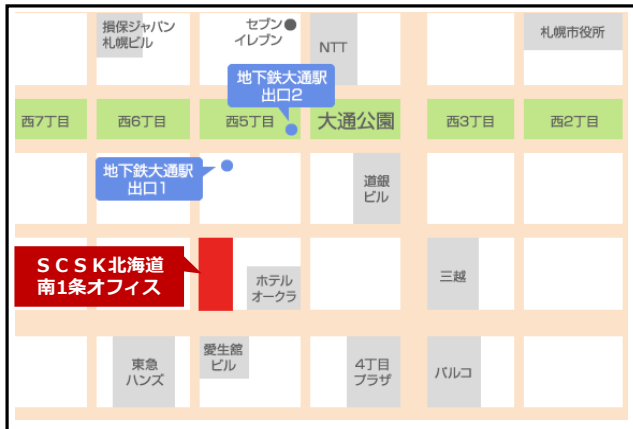 損保ジャパン
札幌ビル
セブン
イレブン
NTT
札幌市役所
地下鉄大通駅
出口2
西7丁目
西6丁目
西5丁目
大通公園
西3丁目
西2丁目
地下鉄大通駅
出口1
道銀
ビル
ＳＣＳＫ北海道
南1条オフィス
ホテル
オークラ
三越
東急
ハンズ
愛生舘
ビル
4丁目
プラザ
パルコ